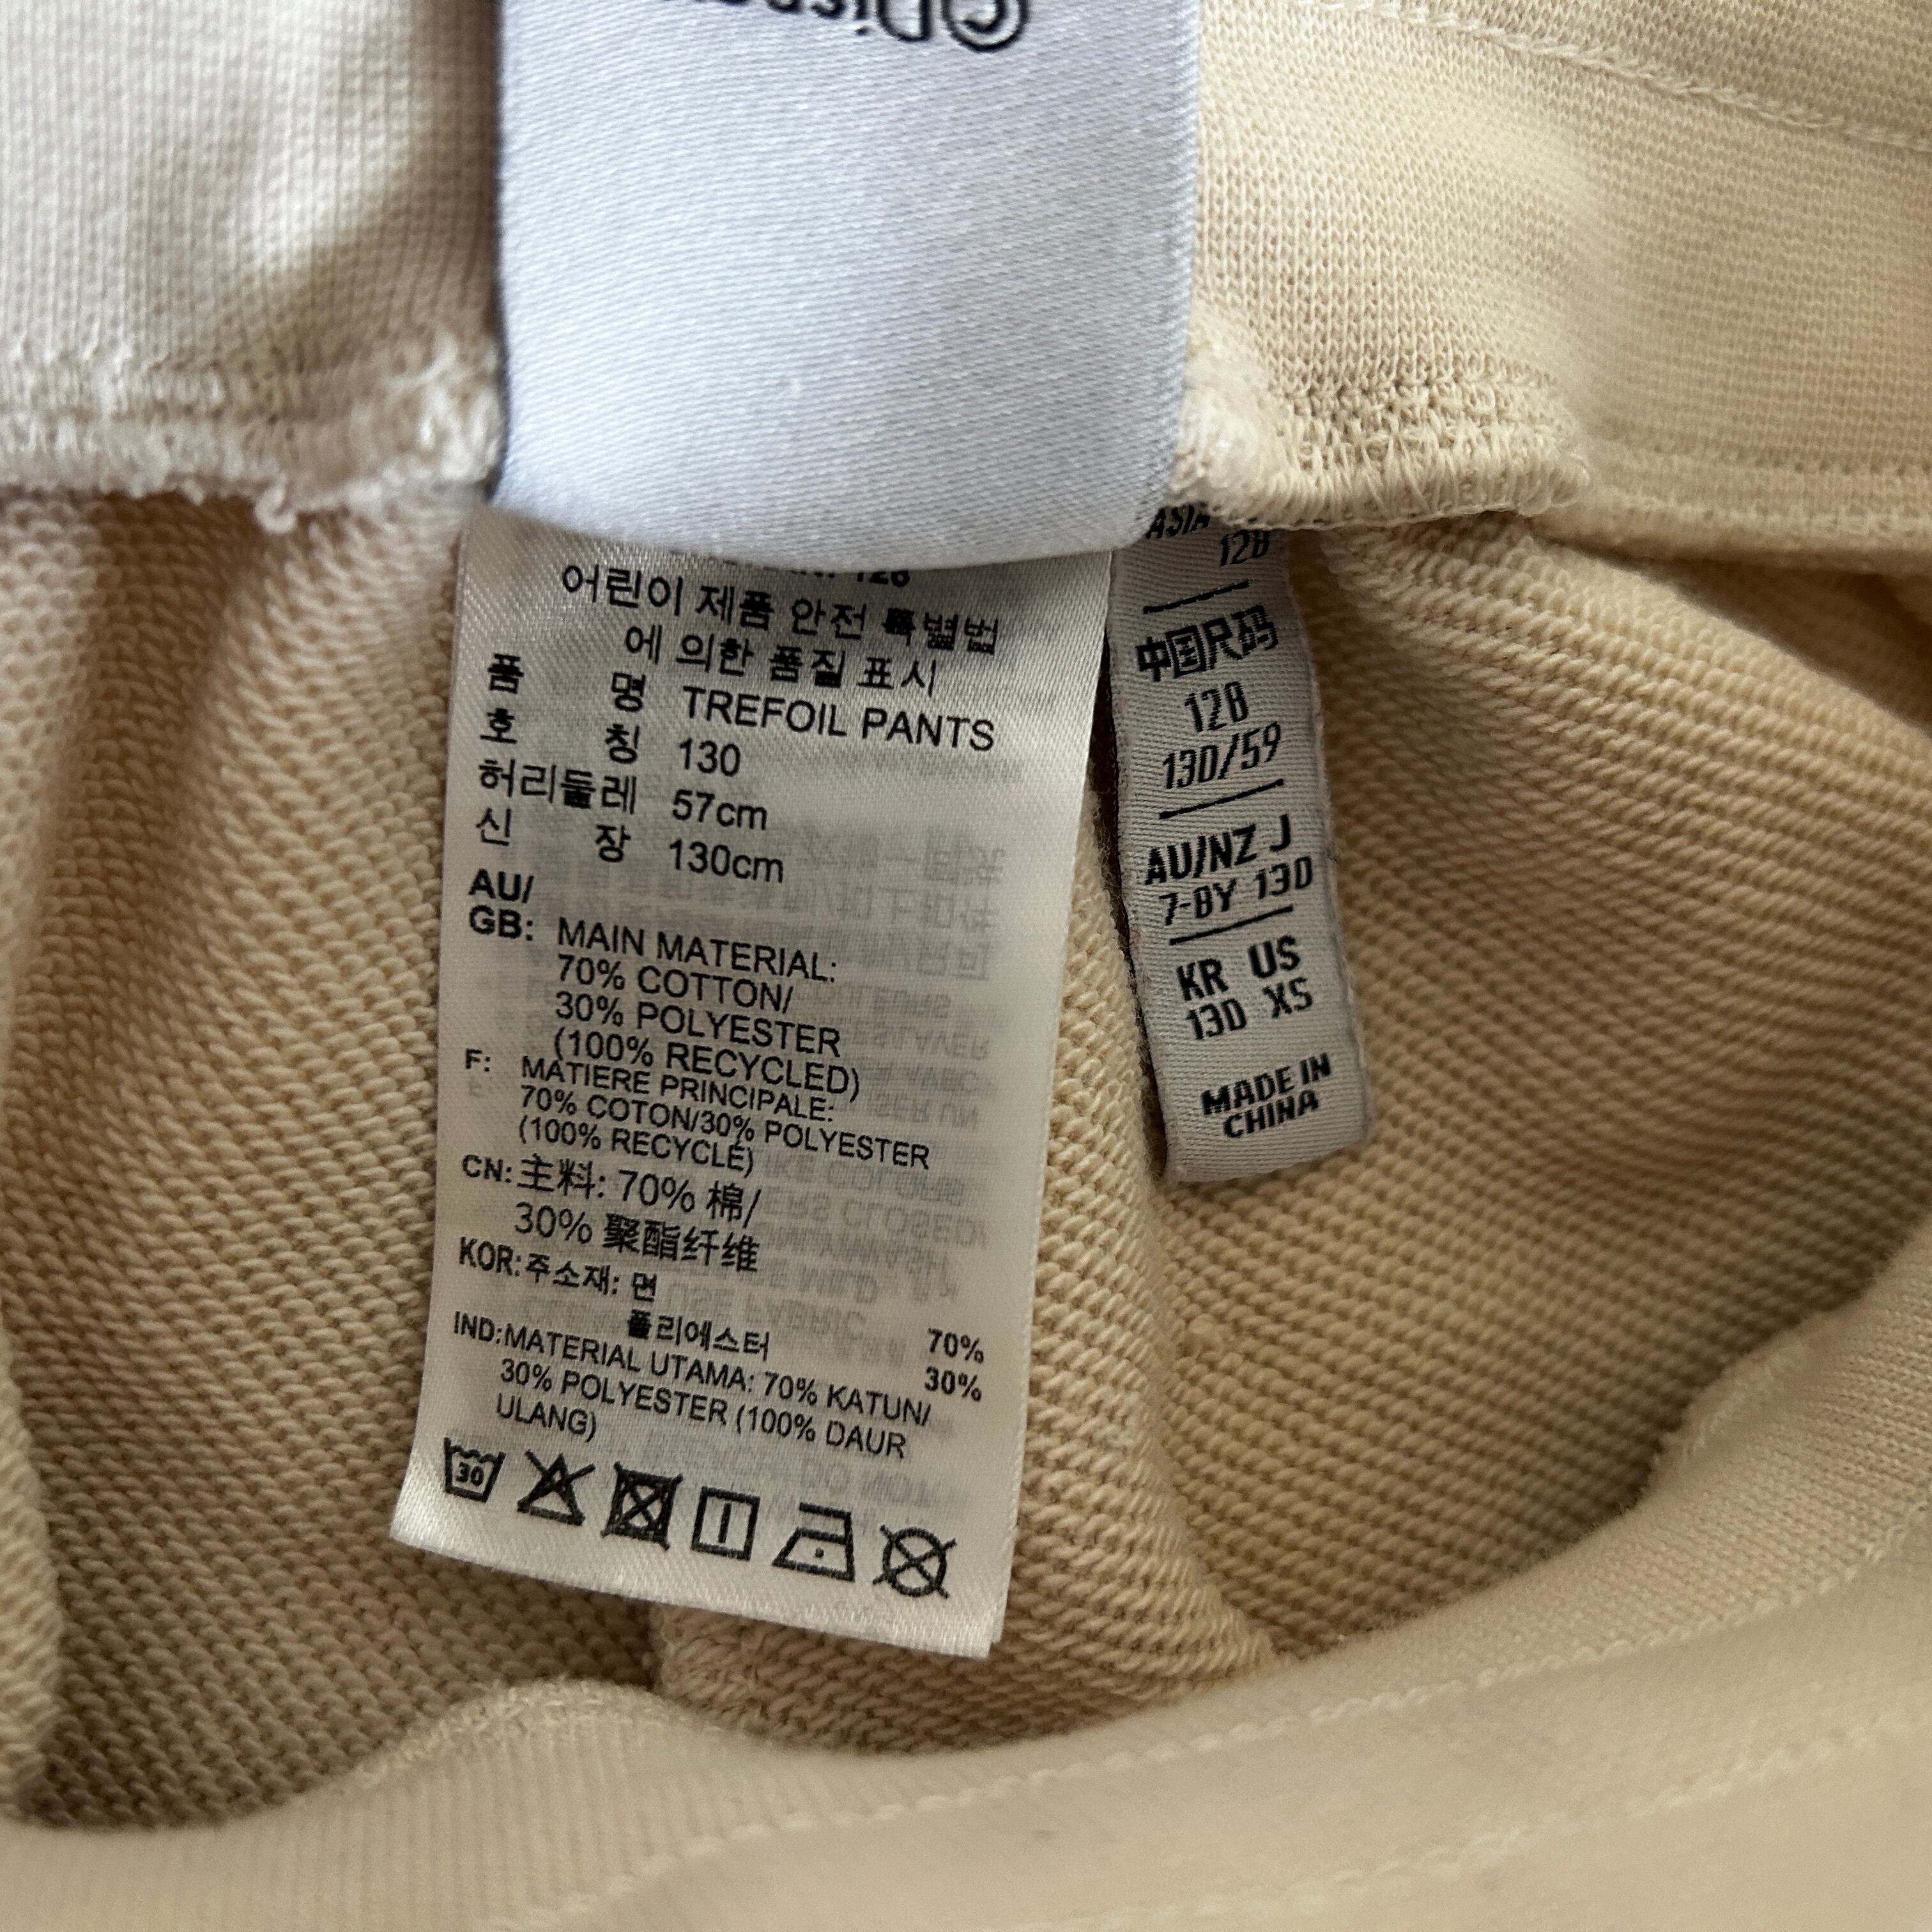 ©Disney
128
어린이 제품 안전 특별법
에 의한 품질 표시
품 명 TREFOIL PANTS
호 칭 130
허리둘레 57cm
신 장 130cm
AU/
GB: MAIN MATERIAL:
70% COTTON/
30% POLYESTER
(100% RECYCLED)
F: MATIERE PRINCIPALE:
70% COTON/30% POLYESTER
(100% RECYCLÉ)
CN: 主料: 70% 棉/
30% 聚酯纤维
KOR: 주소재: 면 70%
폴리에스터 30%
IND: MATERIAL UTAMA: 70% KATUN/
30% POLYESTER (100% DAUR
ULANG)
30
ASIA
128
中国尺码
128
130/59
AU/NZ J
7-8Y 130
KR US
130 XS
MADE IN
CHINA